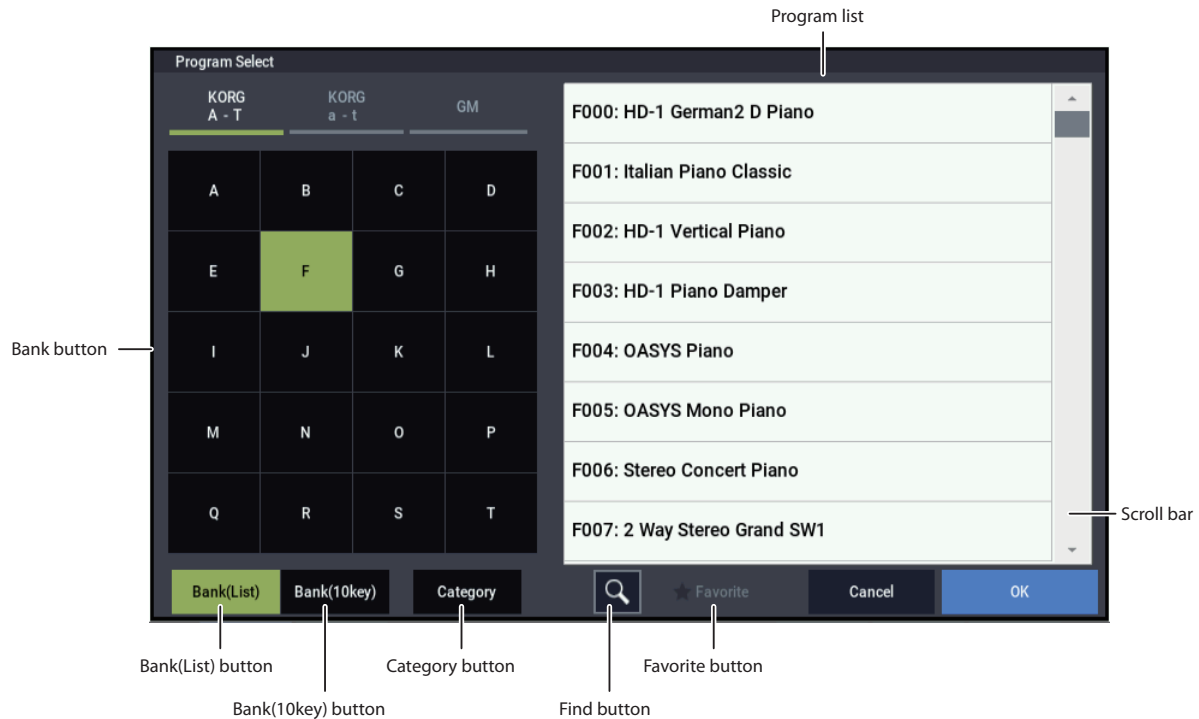 Program list
Program Select
KORG
A - T
KORG
a - t
GM
A B C D
E F G H
I J K L
M N O P
Q R S T
F000: HD-1 German2 D Piano
F001: Italian Piano Classic
F002: HD-1 Vertical Piano
F003: HD-1 Piano Damper
F004: OASYS Piano
F005: OASYS Mono Piano
F006: Stereo Concert Piano
F007: 2 Way Stereo Grand SW1
Bank button
Scroll bar
Bank(List) Bank(10key) Category Favorite Cancel OK
Bank(List) button
Category button
Favorite button
Bank(10key) button
Find button